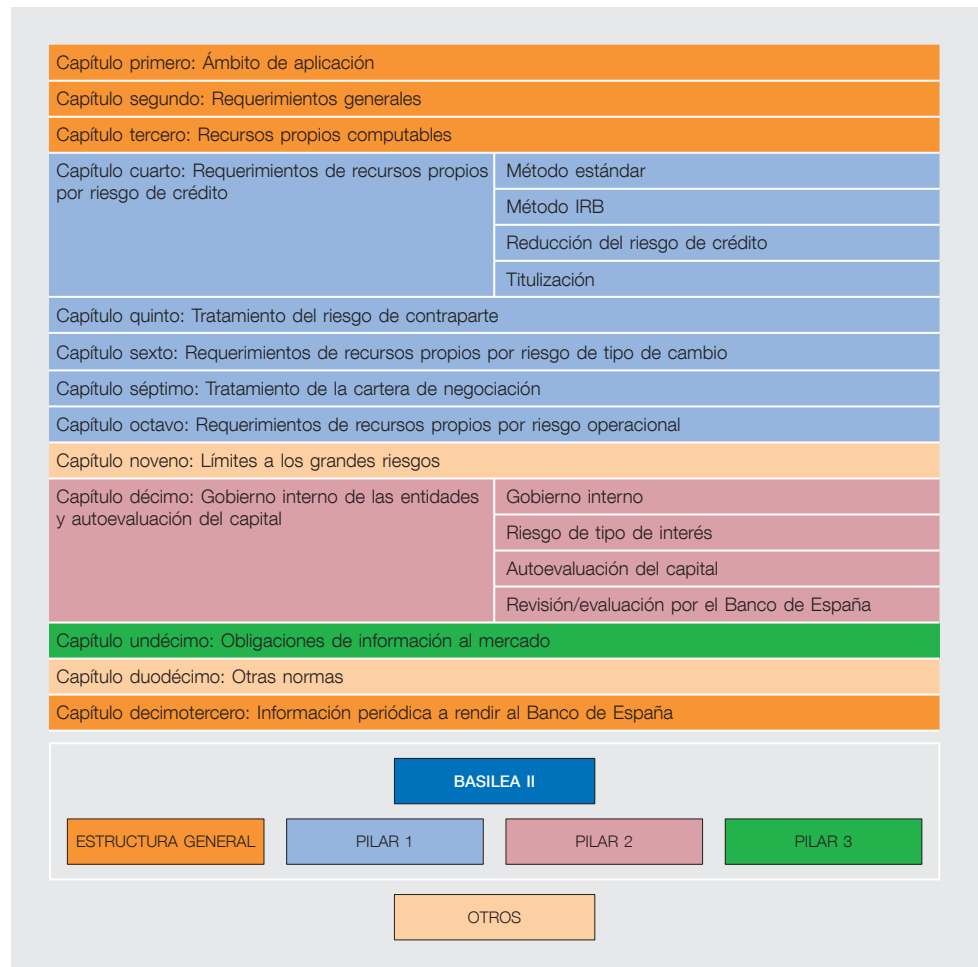 Capítulo primero: Ámbito de aplicación
Capítulo segundo: Requerimientos generales
Capítulo tercero: Recursos propios computables
Capítulo cuarto: Requerimientos de recursos propios
por riesgo de crédito
Método estándar
Método IRB
Reducción del riesgo de crédito
Titulización
Capítulo quinto: Tratamiento del riesgo de contraparte
Capítulo sexto: Requerimientos de recursos propios por riesgo de tipo de cambio
Capítulo séptimo: Tratamiento de la cartera de negociación
Capítulo octavo: Requerimientos de recursos propios por riesgo operacional
Capítulo noveno: Límites a los grandes riesgos
Capítulo décimo: Gobierno interno de las entidades
y autoevaluación del capital
Gobierno interno
Riesgo de tipo de interés
Autoevaluación del capital
Revisión/evaluación por el Banco de España
Capítulo undécimo: Obligaciones de información al mercado
Capítulo duodécimo: Otras normas
Capítulo decimotercero: Información periódica a rendir al Banco de España
BASILEA II
ESTRUCTURA GENERAL
PILAR 1
PILAR 2
PILAR 3
OTROS